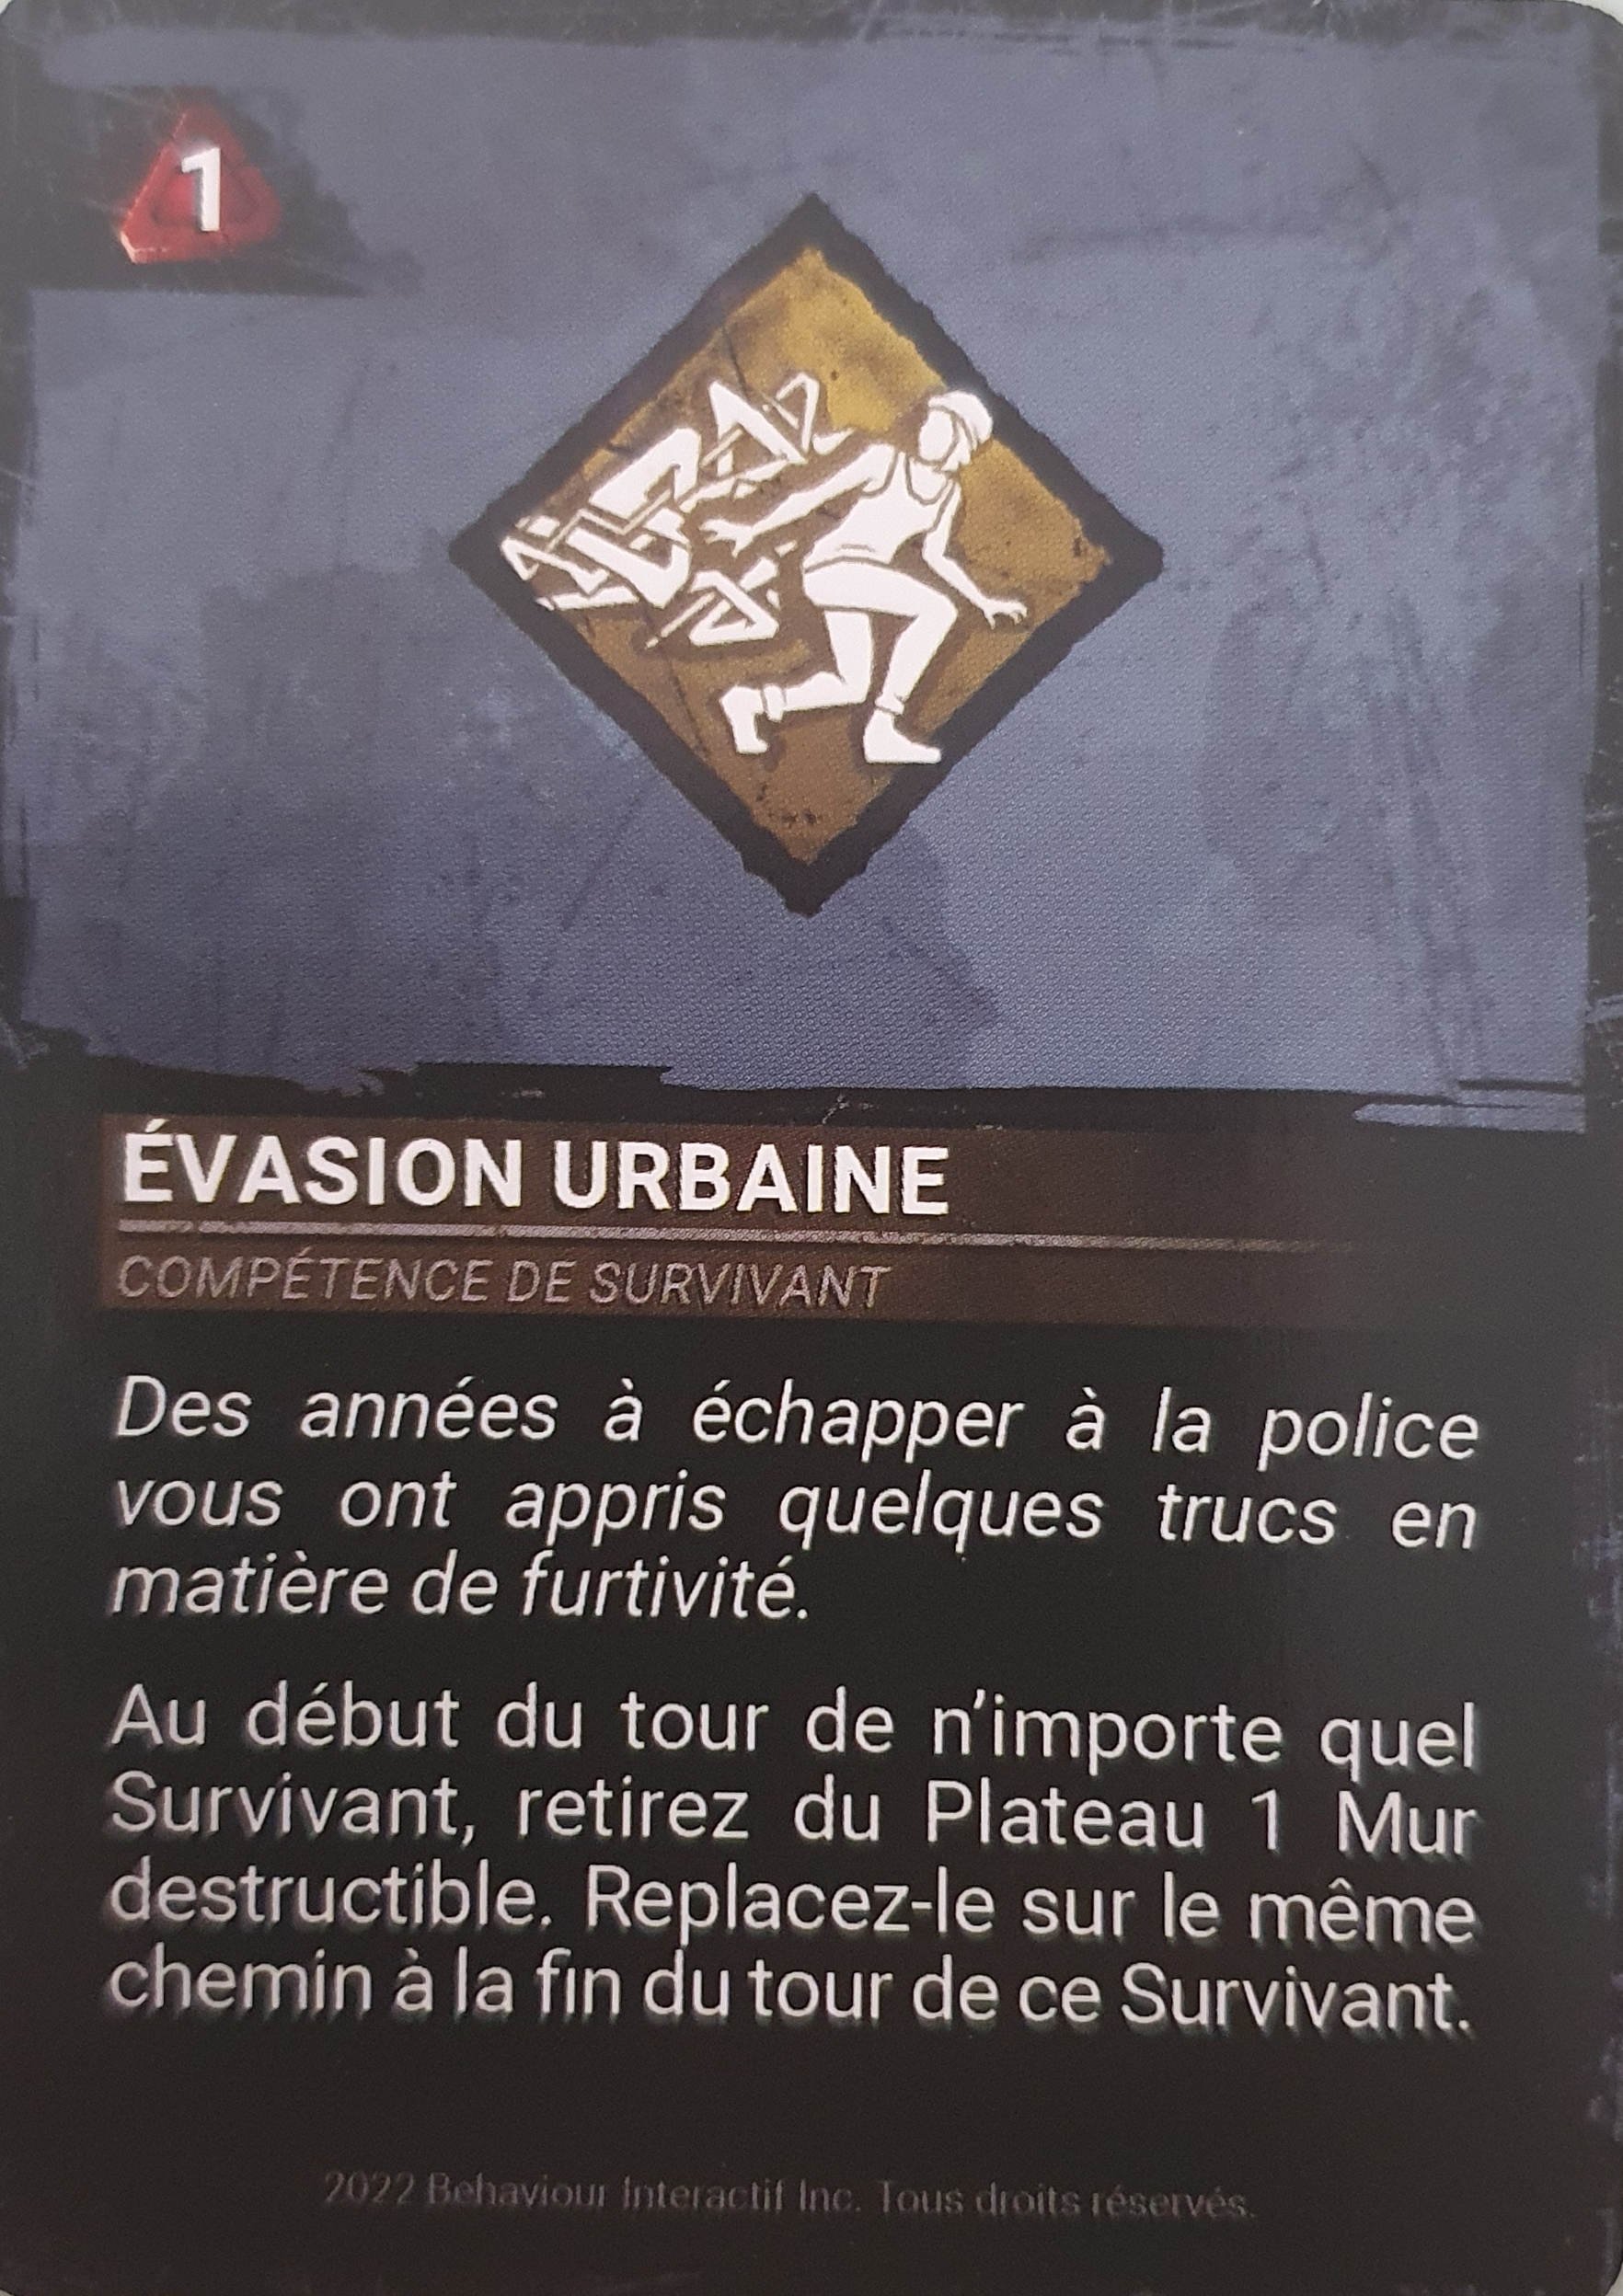 1
ÉVASION URBAINE
COMPÉTENCE DE SURVIVANT
Des années à échapper à la police
vous ont appris quelques trucs en
matière de furtivité.
Au début du tour de n'importe quel
Survivant, retirez du Plateau 1 Mur
destructible. Replacez-le sur le même
chemin à la fin du tour de ce Survivant.
2022 Behaviour Interactif Inc. Tous droits réservés.